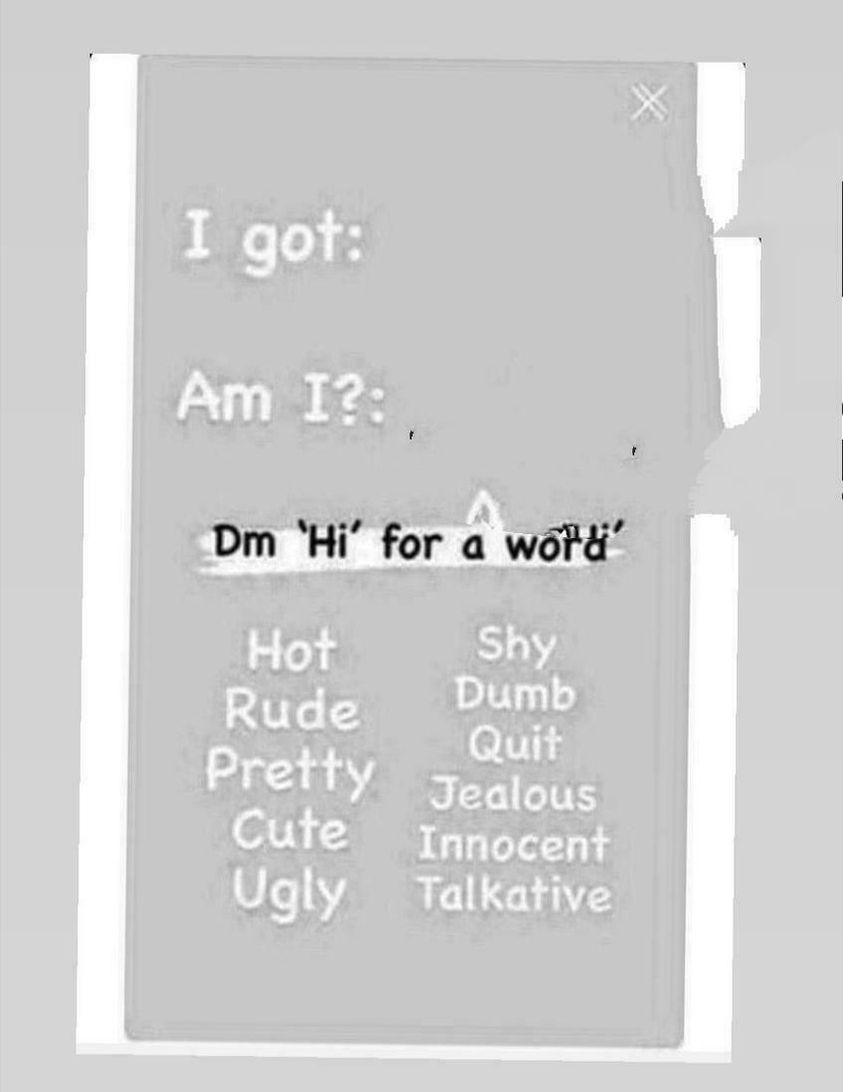 I got:
Am I?:
Dm 'Hi' for a word'
Hot
Rude
Pretty
Cute
Ugly
Shy
Dumb
Quit
Jealous
Innocent
Talkative